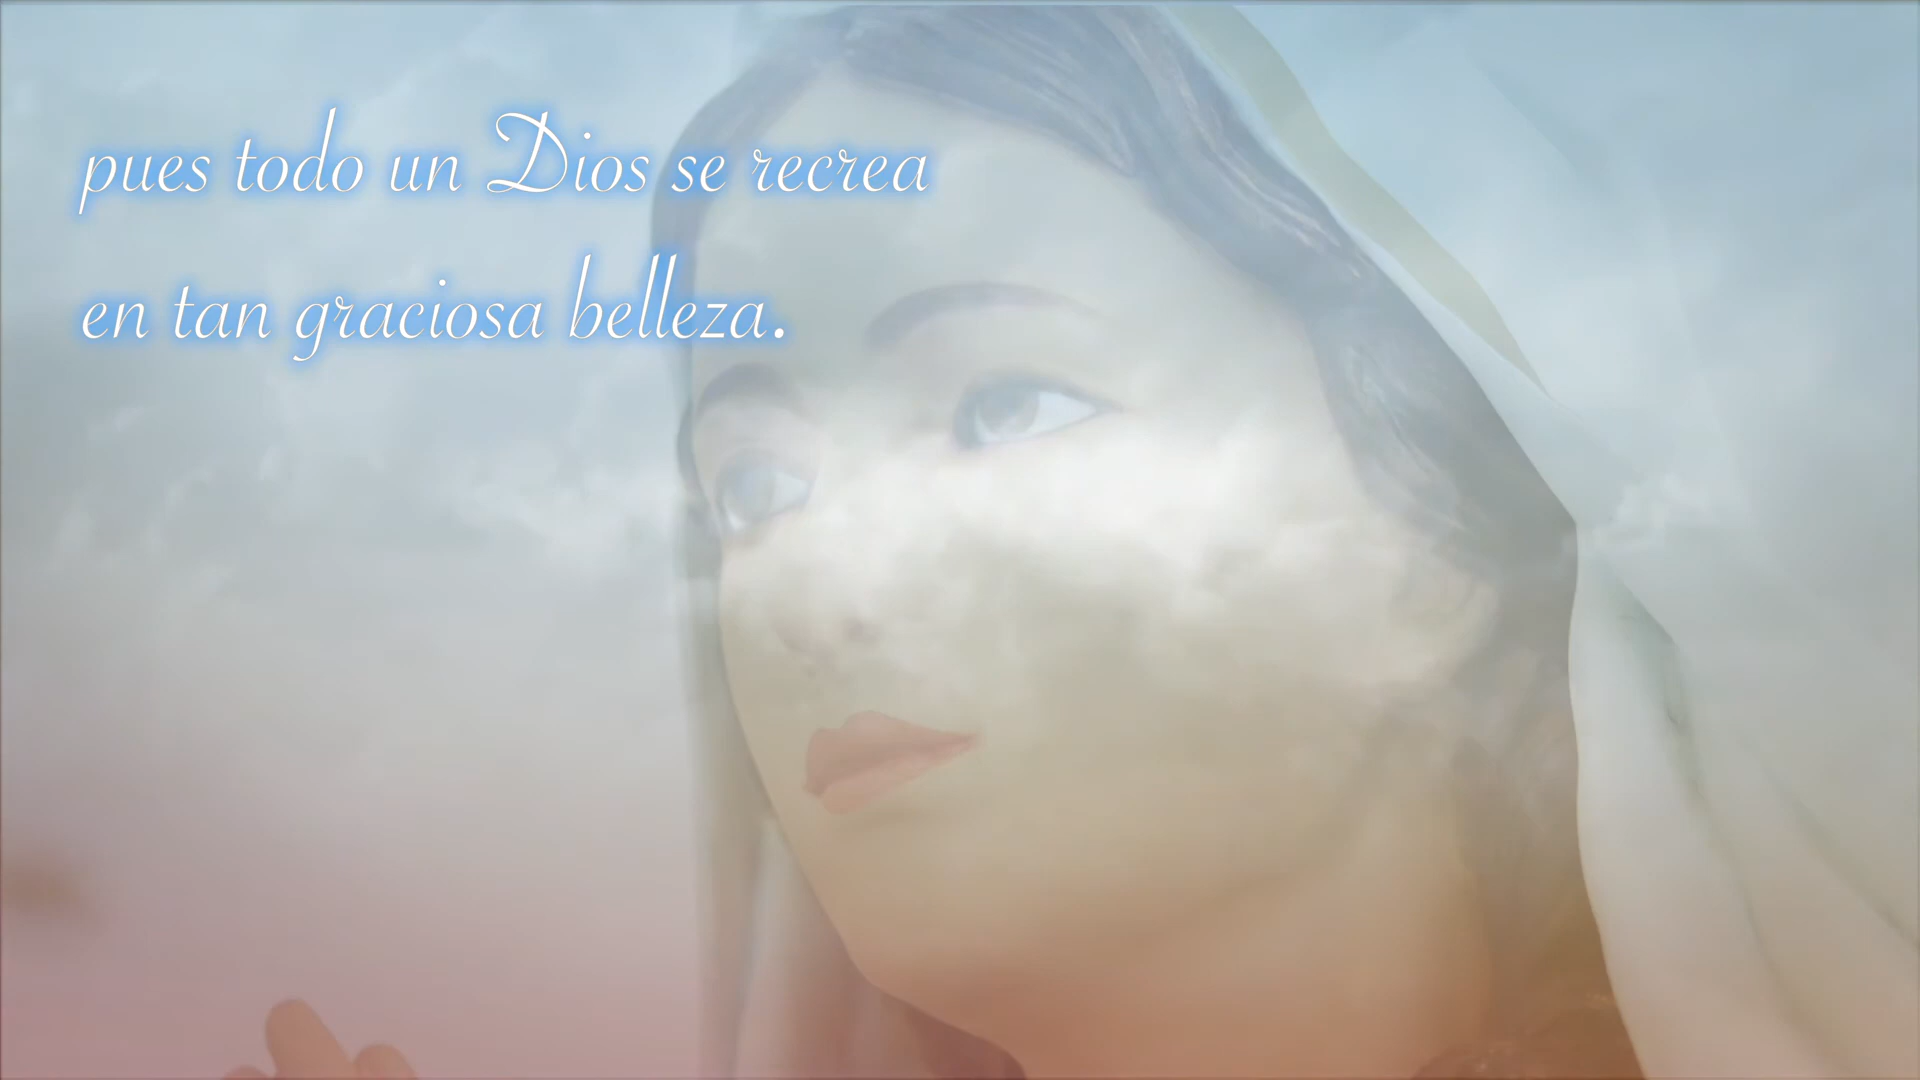 pues todo un Dios se recrea
en tan graciosa belleza.